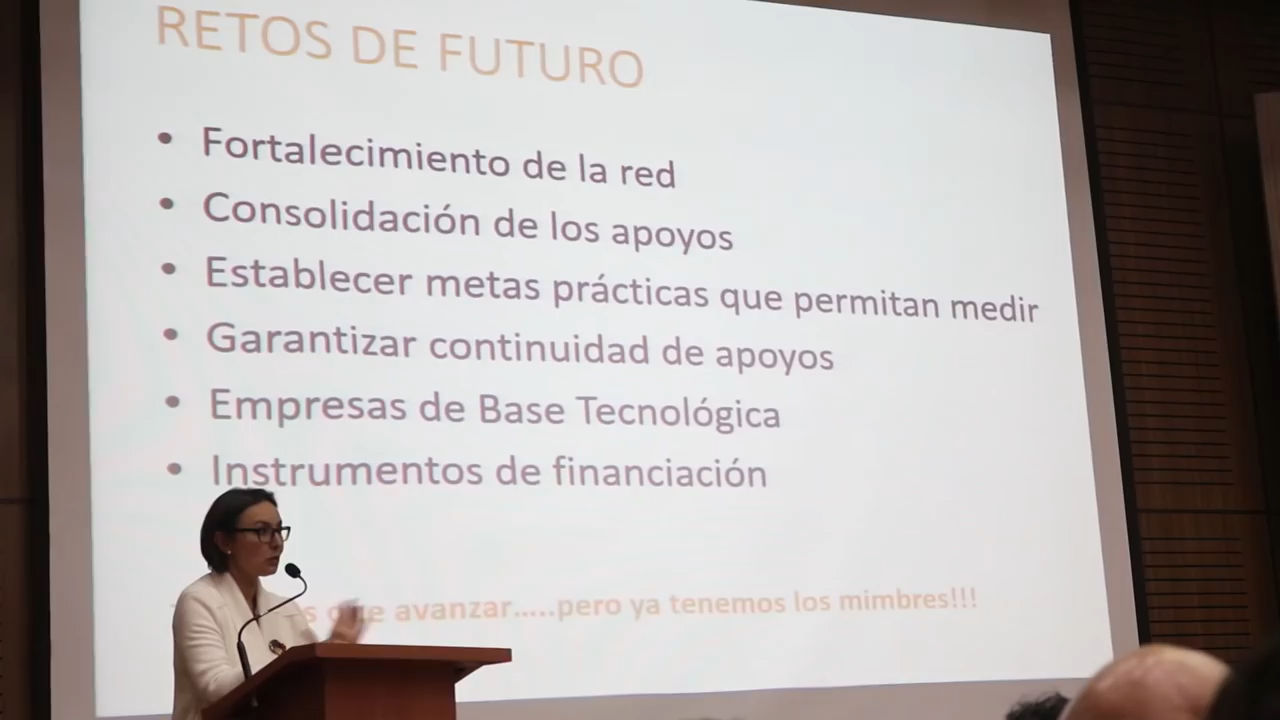 RETOS DE FUTURO
• Fortalecimiento de la red
• Consolidación de los apoyos
• Establecer metas prácticas que permitan medir
• Garantizar continuidad de apoyos
• Empresas de Base Tecnológica
• Instrumentos de financiación
avanzar.....pero ya tenemos los mimbres!!!